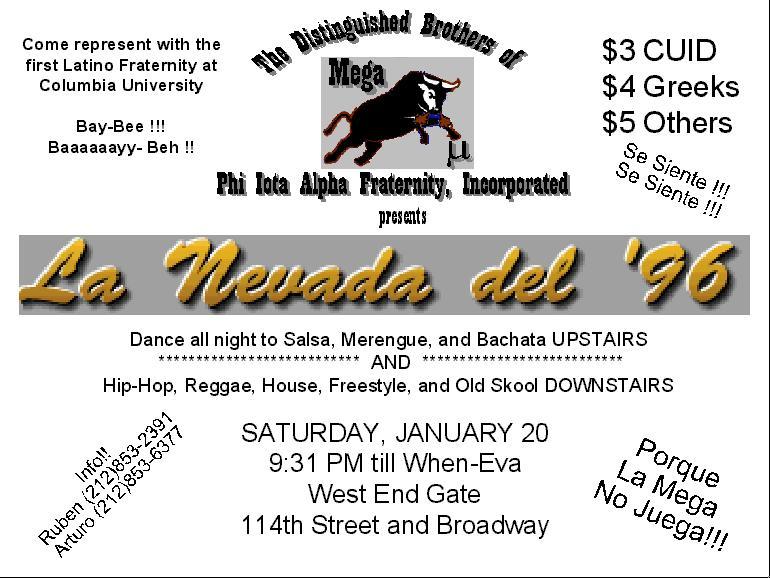 Come represent with the
first Latino Fraternity at
Columbia University
Bay-Bee !!!
Baaaaaayy- Beh !!
The Distinguished Brothers of
Mega
μ
Phi Iota Alpha Fraternity, Incorporated
presents
$3 CUID
$4 Greeks
$5 Others
Se Siente !!!
Se Siente !!!
La Nevada del '96
Dance all night to Salsa, Merengue, and Bachata UPSTAIRS
*************************** AND ***************************
Hip-Hop, Reggae, House, Freestyle, and Old Skool DOWNSTAIRS
Info!!
Ruben (212)853-2391
Arturo (212)853-6377
SATURDAY, JANUARY 20
9:31 PM till When-Eva
West End Gate
114th Street and Broadway
Porque
La Mega
No Juega!!!